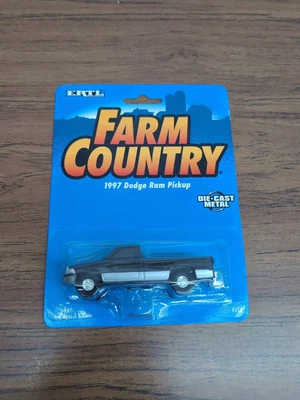 ERTL
FARM
COUNTRY
1997 Dodge Ram Pickup
DIE-CAST
METAL